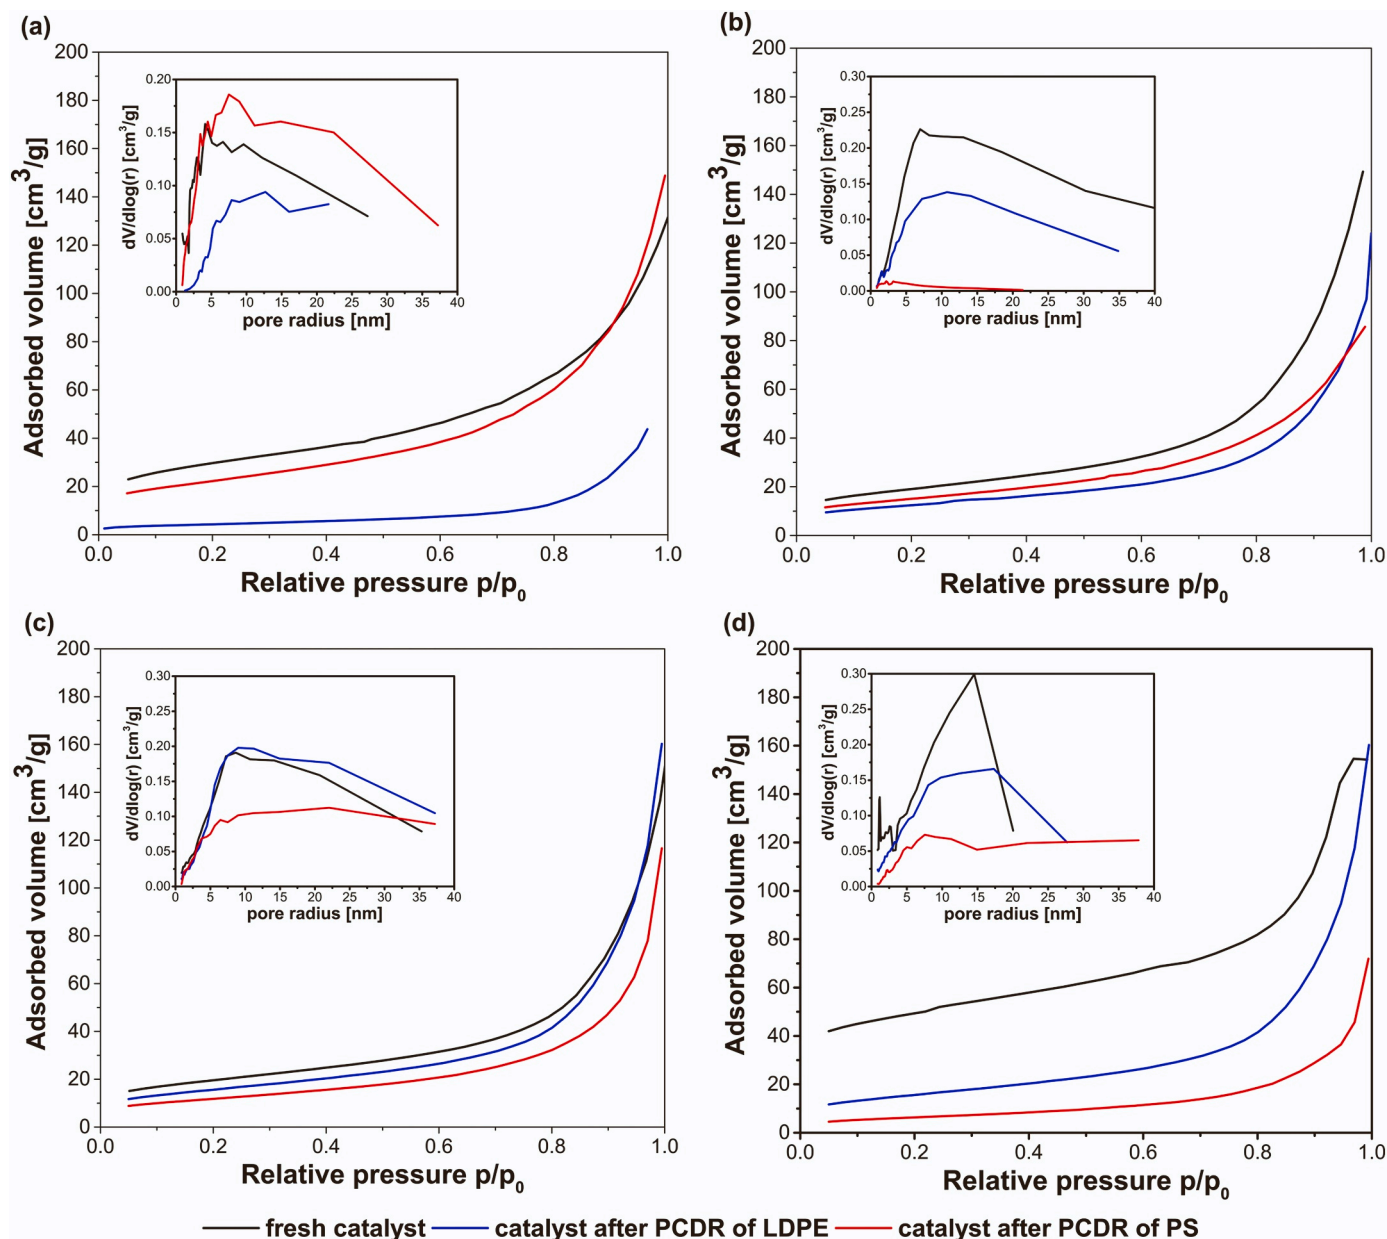 (a)
200
180
160
140
120
100
80
60
40
20
0
Adsorbed volume [cm³/g]
0.0 0.2 0.4 0.6 0.8 1.0
Relative pressure p/p₀
0.20
0.15
0.10
0.05
0.00
dV/dlog(r) [cm³/g]
0 5 10 15 20 25 30 35 40
pore radius [nm]
(b)
200
180
160
140
120
100
80
60
40
20
0
Adsorbed volume [cm³/g]
0.0 0.2 0.4 0.6 0.8 1.0
Relative pressure p/p₀
0.30
0.25
0.20
0.15
0.10
0.05
0.00
dV/dlog(r) [cm³/g]
0 5 10 15 20 25 30 35 40
pore radius [nm]
(c)
200
180
160
140
120
100
80
60
40
20
0
Adsorbed volume [cm³/g]
0.0 0.2 0.4 0.6 0.8 1.0
Relative pressure p/p₀
0.30
0.25
0.20
0.15
0.10
0.05
0.00
dV/dlog(r) [cm³/g]
0 5 10 15 20 25 30 35 40
pore radius [nm]
(d)
200
180
160
140
120
100
80
60
40
20
0
Adsorbed volume [cm³/g]
0.0 0.2 0.4 0.6 0.8 1.0
Relative pressure p/p₀
0.30
0.25
0.20
0.15
0.10
0.05
0.00
dV/dlog(r) [cm³/g]
0 5 10 15 20 25 30 35 40
pore radius [nm]
fresh catalyst catalyst after PCDR of LDPE catalyst after PCDR of PS